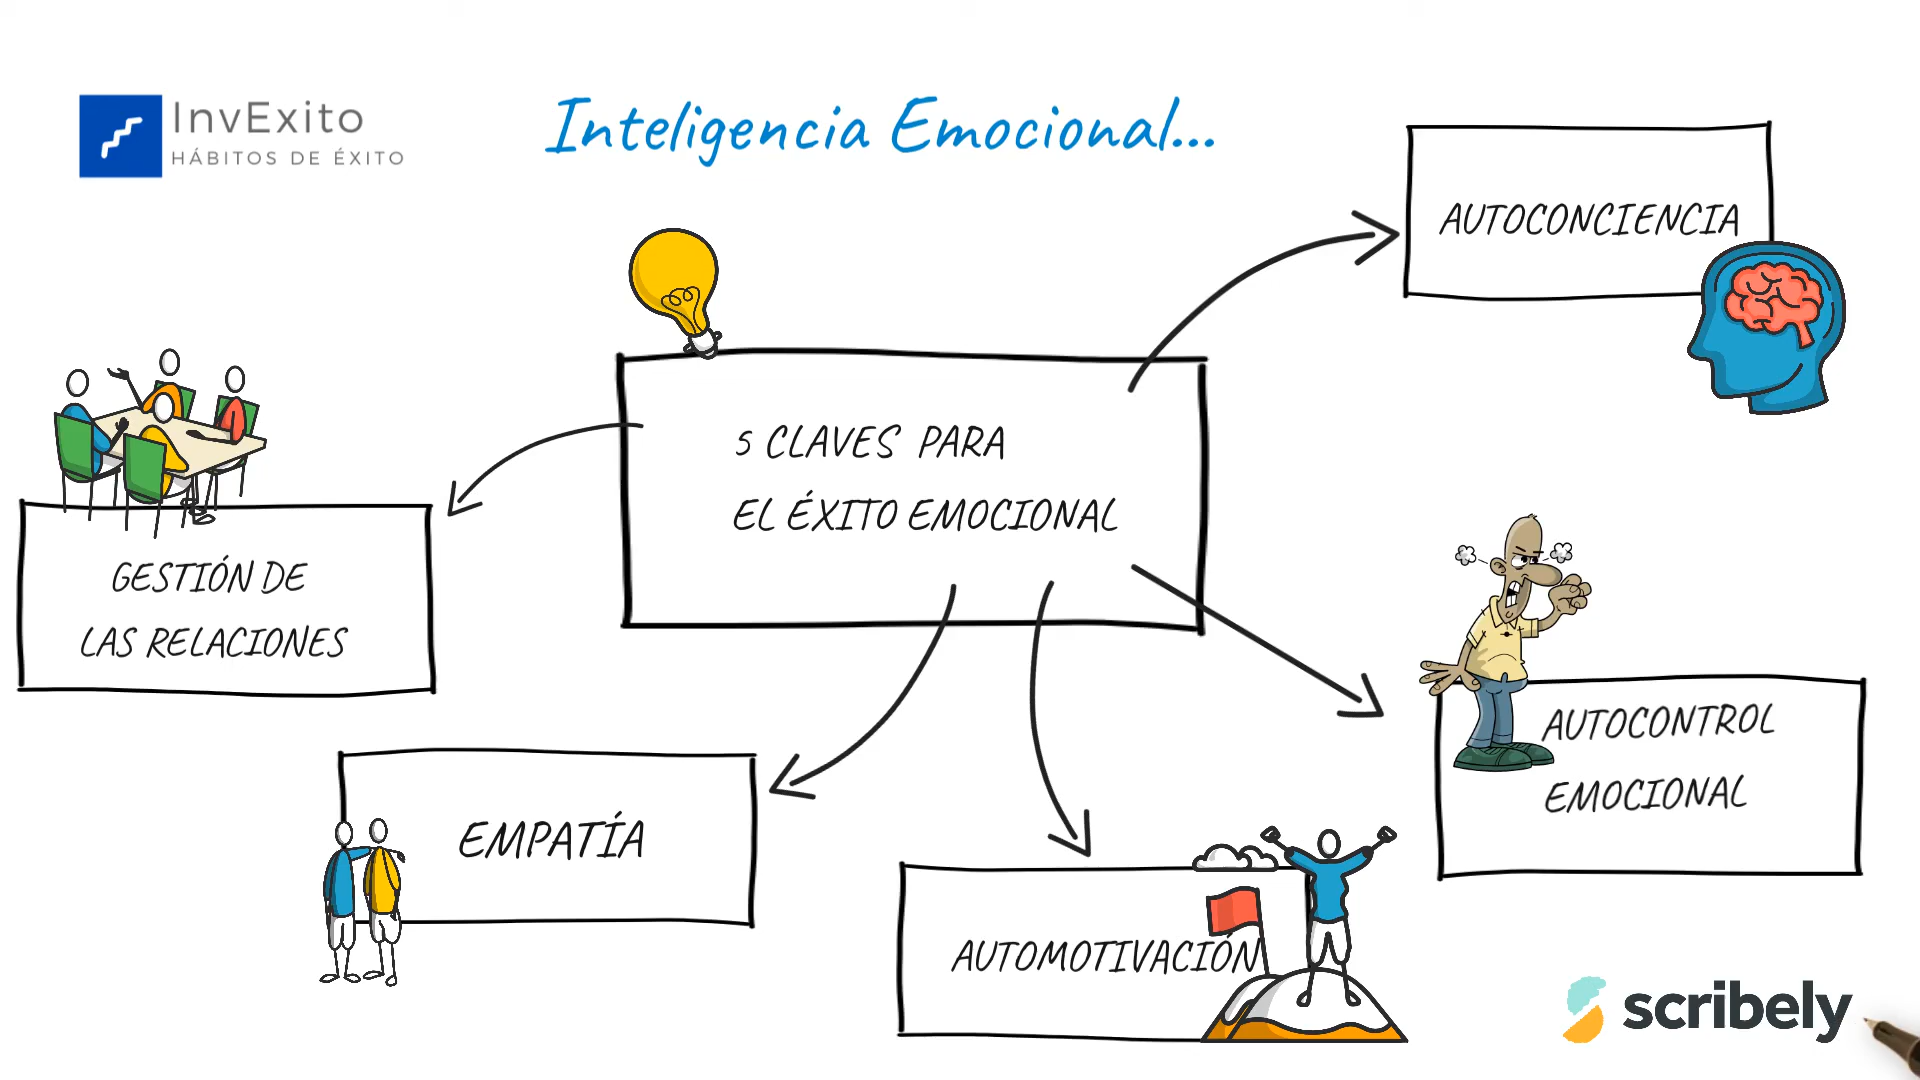 InvExito
HÁBITOS DE ÉXITO
Inteligencia Emocional...
AUTOCONCIENCIA
5 CLAVES PARA
EL ÉXITO EMOCIONAL
GESTIÓN DE
LAS RELACIONES
AUTOCONTROL
EMOCIONAL
EMPATÍA
AUTOMOTIVACIÓN
scribely